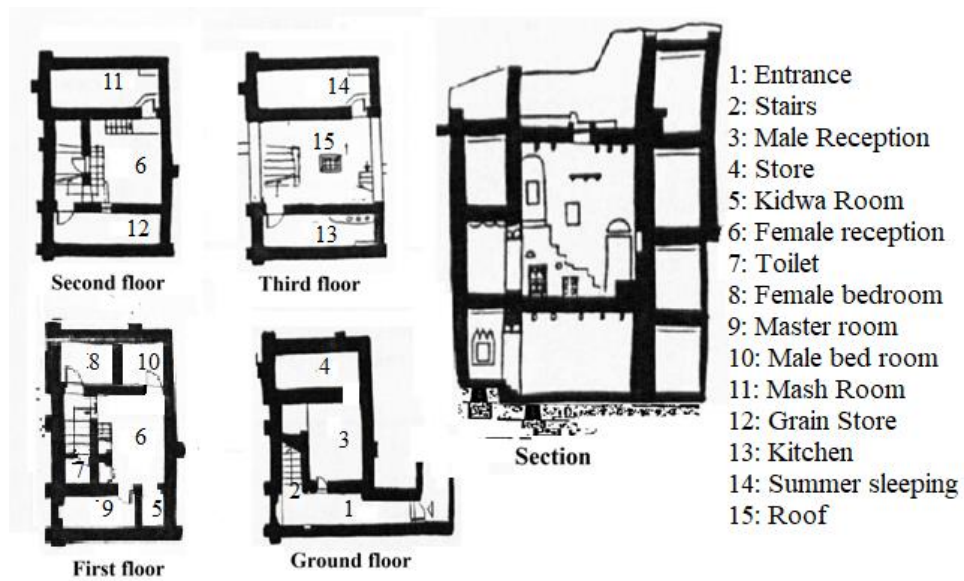 11
6
12
Second floor
14
15
13
Third floor
8
10
6
7
9
5
First floor
4
3
2
1
Ground floor
Section
1: Entrance
2: Stairs
3: Male Reception
4: Store
5: Kidwa Room
6: Female reception
7: Toilet
8: Female bedroom
9: Master room
10: Male bed room
11: Mash Room
12: Grain Store
13: Kitchen
14: Summer sleeping
15: Roof